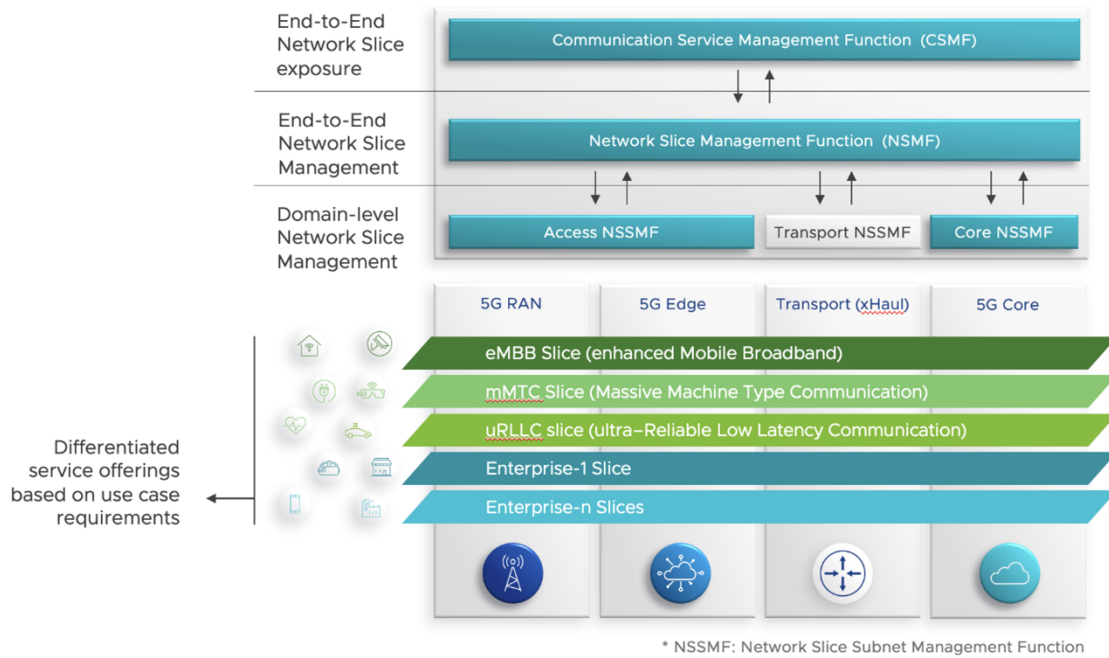 End-to-End
Network Slice
exposure
Communication Service Management Function (CSMF)
End-to-End
Network Slice
Management
Network Slice Management Function (NSMF)
Domain-level
Network Slice
Management
Access NSSMF
Transport NSSMF
Core NSSMF
5G RAN
5G Edge
Transport (xHaul)
5G Core
eMBB Slice (enhanced Mobile Broadband)
mMTC Slice (Massive Machine Type Communication)
uRLLC slice (ultra–Reliable Low Latency Communication)
Enterprise-1 Slice
Enterprise-n Slices
Differentiated
service offerings
based on use case
requirements
* NSSMF: Network Slice Subnet Management Function